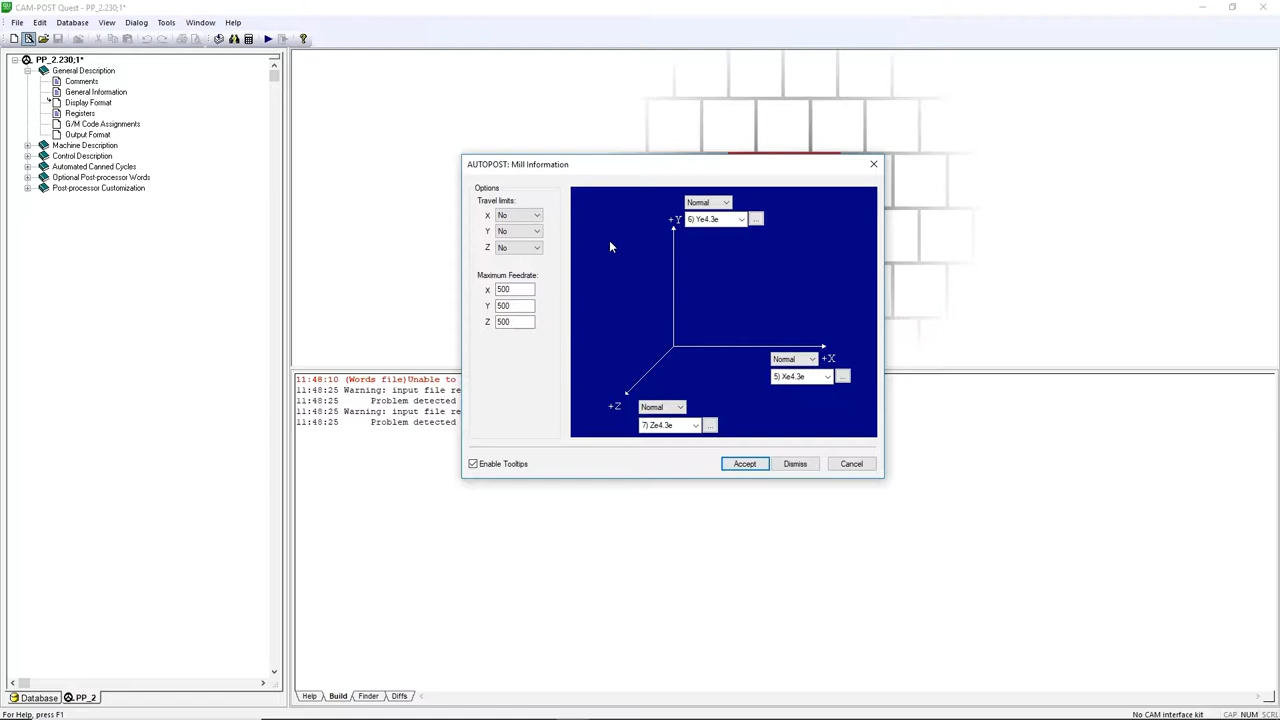 CAM-POST Quest - PP_2.230;1*
File Edit Database View Dialog Tools Window Help
PP_2.230;1*
General Description
Comments
General Information
Display Format
Registers
G/M Code Assignments
Output Format
Machine Description
Control Description
Automated Canned Cycles
Optional Post-processor Words
Post-processor Customization
AUTOPOST: Mill Information
Options
Travel limits:
X No
Y No
Z No
Maximum Feedrate:
X 500
Y 500
Z 500
Normal
+Y 6) Ye4.3e ...
Normal +X
5) Xe4.3e ...
+Z Normal
7) Ze4.3e ...
Enable Tooltips Accept Dismiss Cancel
11:48:10 (Words file)Unable to
11:48:25 Warning: input file re
11:48:25 Problem detected
11:48:25 Warning: input file re
11:48:25 Problem detected
Help Build Finder Diffs
Database PP_2
For Help, press F1 No CAM interface kit CAP NUM SCRL